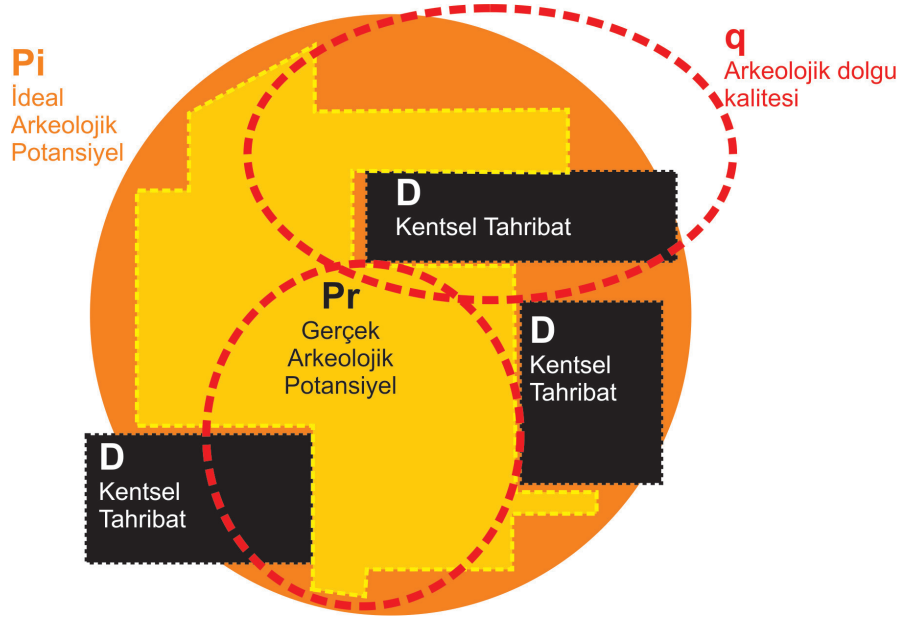 Pi
İdeal
Arkeolojik
Potansiyel
q
Arkeolojik dolgu
kalitesi
D
Kentsel Tahribat
Pr
Gerçek
Arkeolojik
Potansiyel
D
Kentsel
Tahribat
D
Kentsel
Tahribat